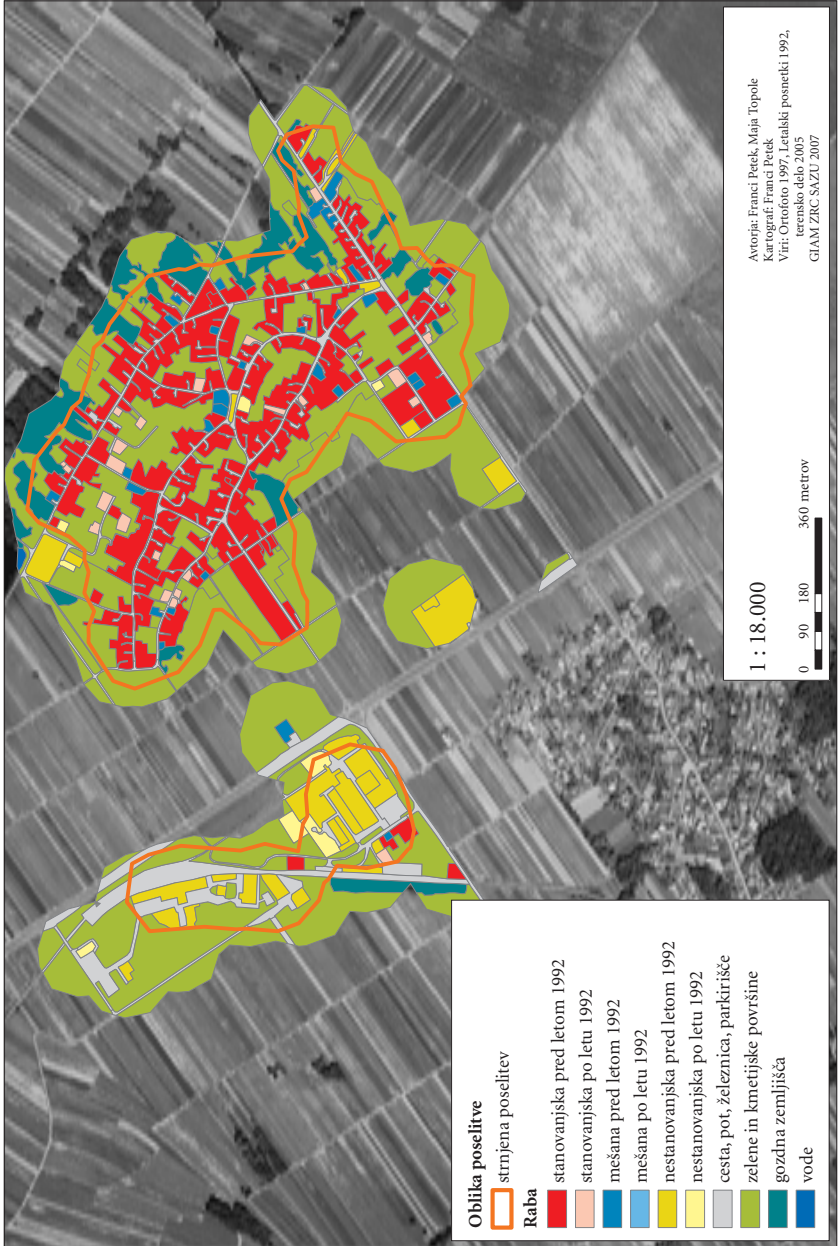 Oblika poselitve
strnjena poselitev
Raba
stanovanjska pred letom 1992
stanovanjska po letu 1992
mešana pred letom 1992
mešana po letu 1992
nestanovanjska pred letom 1992
nestanovanjska po letu 1992
cesta, pot, železnica, parkirišče
zelene in kmetijske površine
gozdna zemljišča
vode
1 : 18.000
0 90 180 360 metrov
Avtorja: Franci Petek, Maja Topole
Kartograf: Franci Petek
Viri: Ortofoto 1997, Letalski posnetki 1992,
terensko delo 2005
GIAM ZRC SAZU 2007